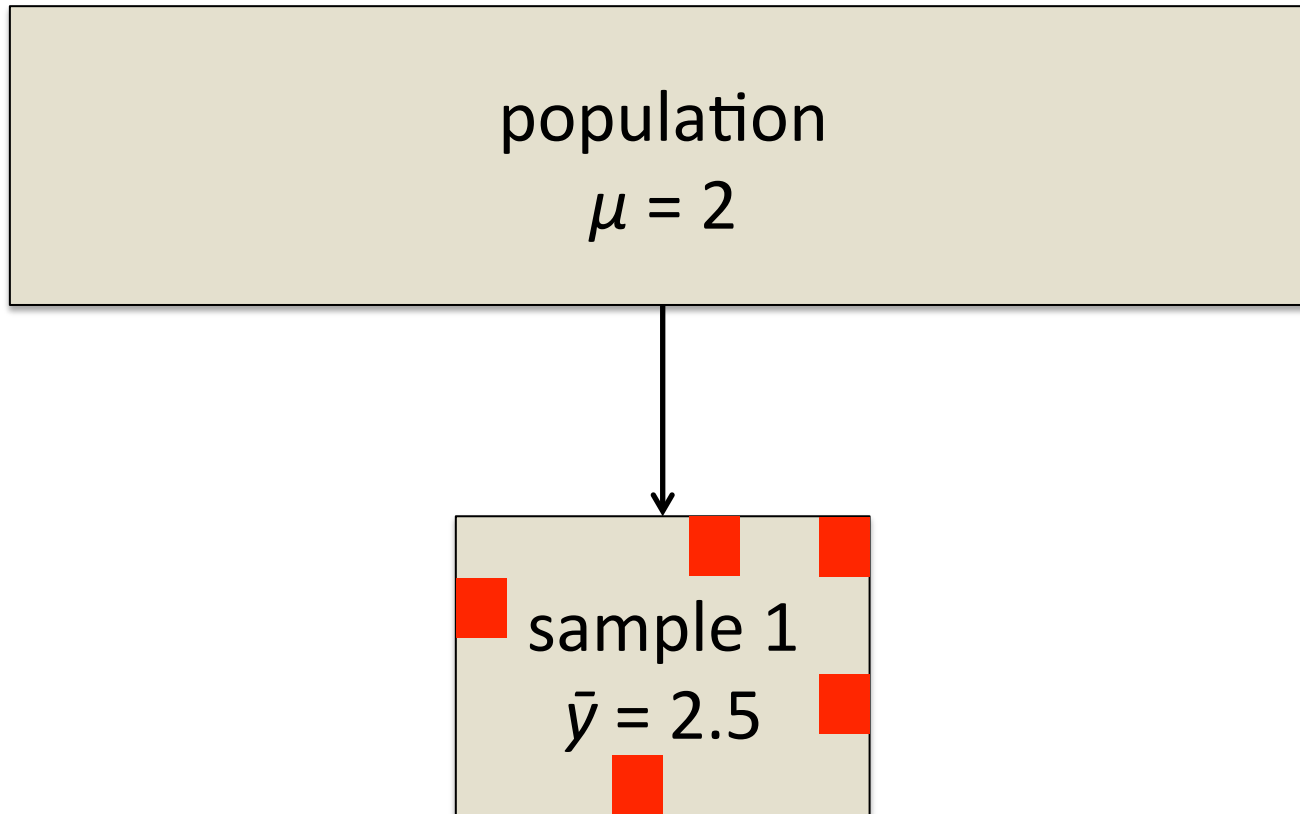 population
μ = 2
sample 1
ȳ = 2.5